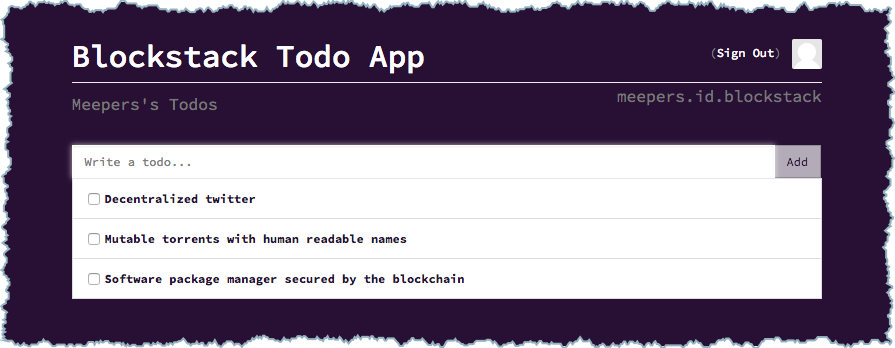 Blockstack Todo App
(Sign Out)
Meepers's Todos
meepers.id.blockstack
Write a todo...
Add
Decentralized twitter
Mutable torrents with human readable names
Software package manager secured by the blockchain